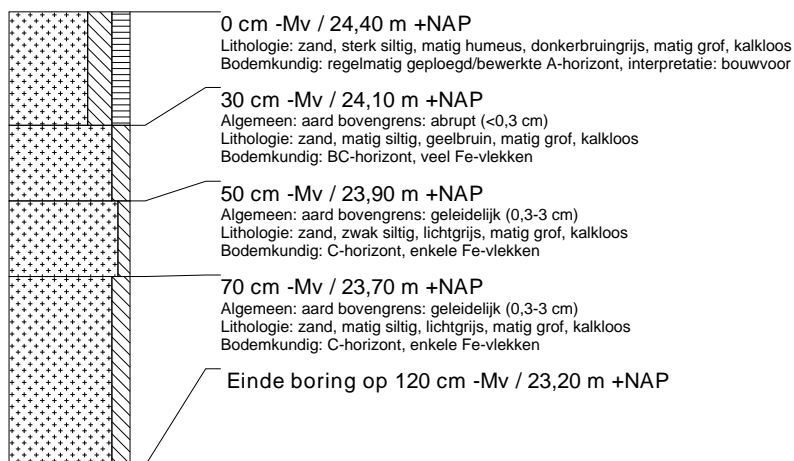 0 cm -Mv / 24,40 m +NAP
Lithologie: zand, sterk siltig, matig humeus, donkerbruingrijs, matig grof, kalkloos
Bodemkundig: regelmatig geploegd/bewerkte A-horizont, interpretatie: bouwvoor
30 cm -Mv / 24,10 m +NAP
Algemeen: aard bovengrens: abrupt (<0,3 cm)
Lithologie: zand, matig siltig, geelbruin, matig grof, kalkloos
Bodemkundig: BC-horizont, veel Fe-vlekken
50 cm -Mv / 23,90 m +NAP
Algemeen: aard bovengrens: geleidelijk (0,3-3 cm)
Lithologie: zand, zwak siltig, lichtgrijs, matig grof, kalkloos
Bodemkundig: C-horizont, enkele Fe-vlekken
70 cm -Mv / 23,70 m +NAP
Algemeen: aard bovengrens: geleidelijk (0,3-3 cm)
Lithologie: zand, matig siltig, lichtgrijs, matig grof, kalkloos
Bodemkundig: C-horizont, enkele Fe-vlekken
Einde boring op 120 cm -Mv / 23,20 m +NAP